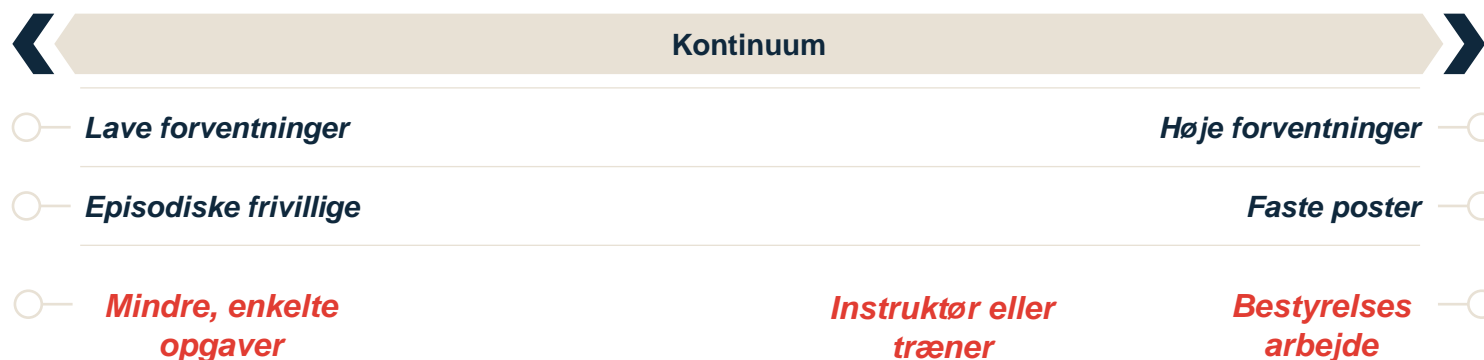 Kontinuum
Lave forventninger Høje forventninger
Episodiske frivillige Faste poster
Mindre, enkelte opgaver
Instruktør eller træner
Bestyrelses arbejde